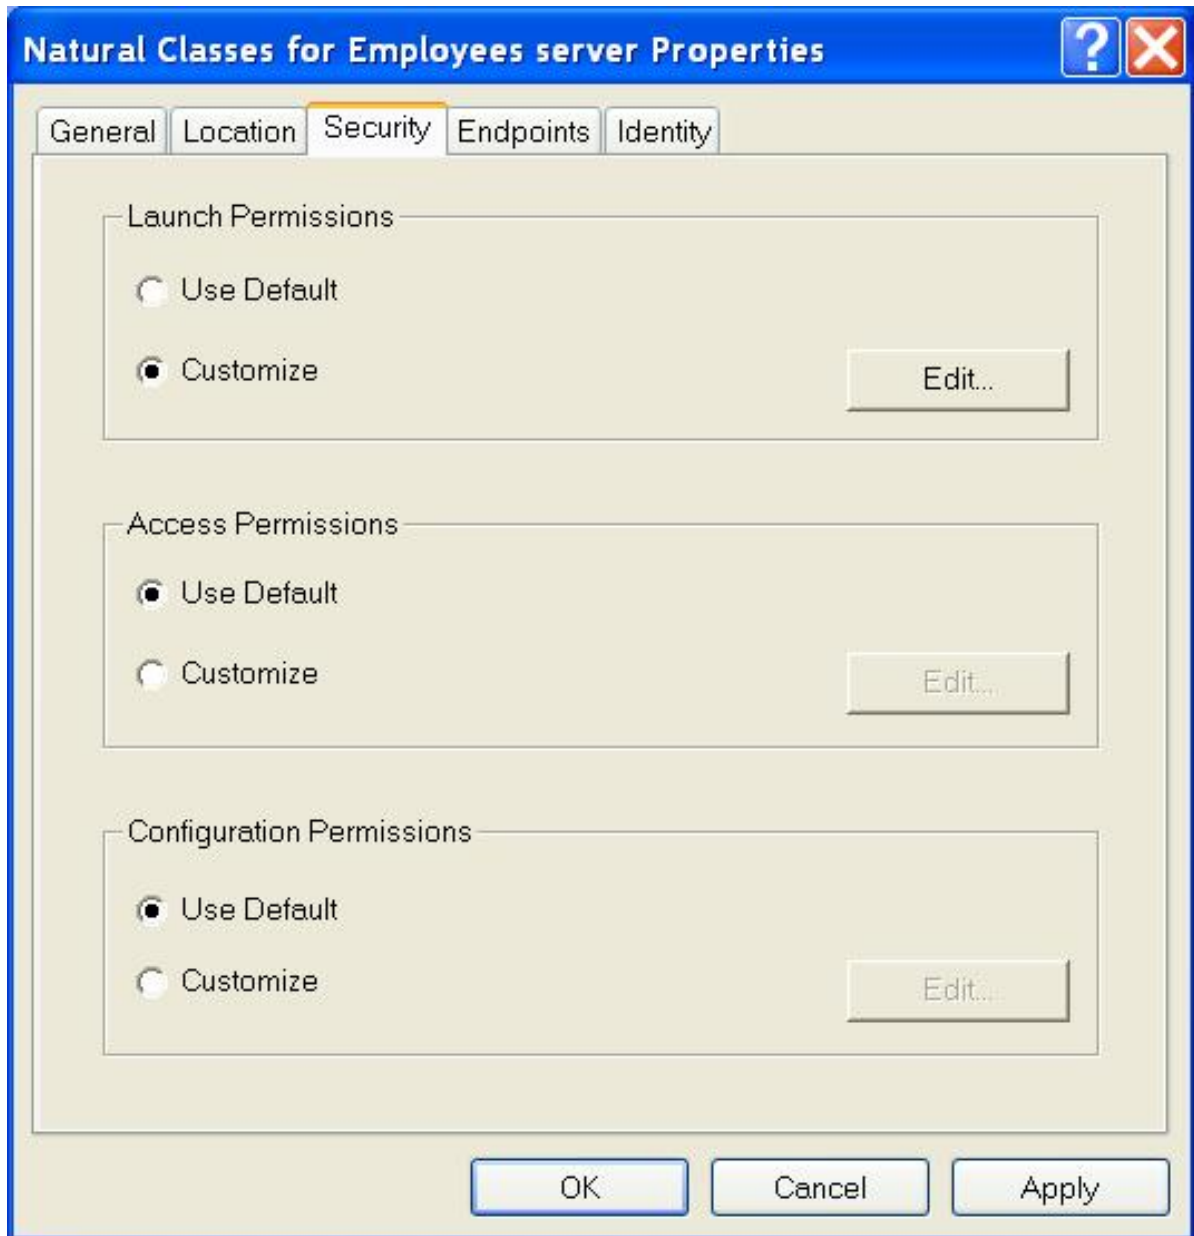 Natural Classes for Employees server Properties ?
General Location Security Endpoints Identity
Launch Permissions
Use Default
Customize
Edit...
Access Permissions
Use Default
Customize
Edit...
Configuration Permissions
Use Default
Customize
Edit...
OK Cancel Apply